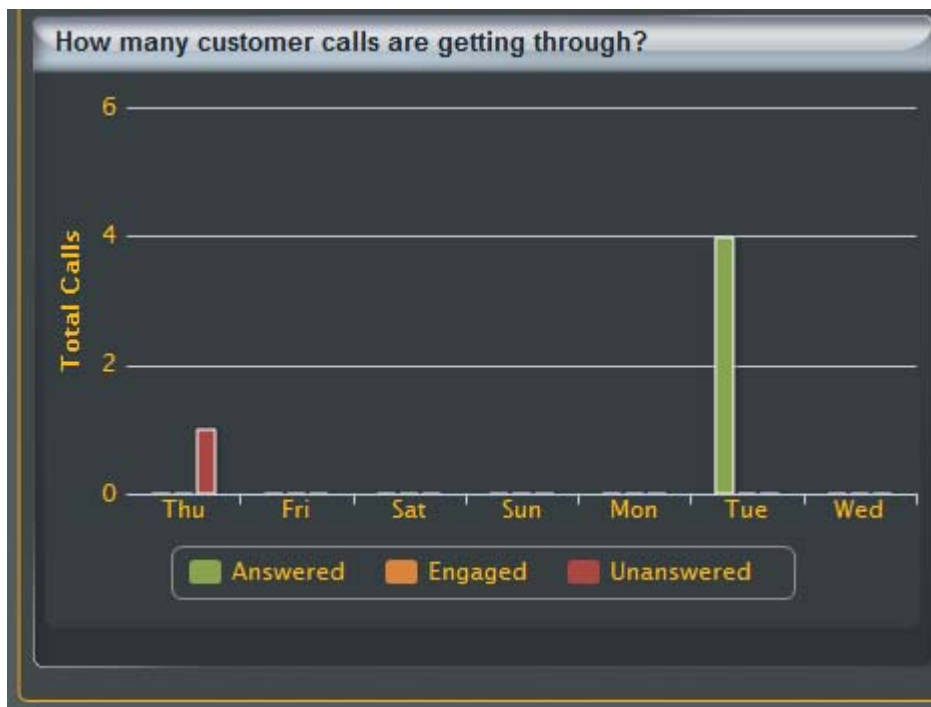 How many customer calls are getting through?
6
4
2
0
Total Calls
Thu Fri Sat Sun Mon Tue Wed
Answered Engaged Unanswered